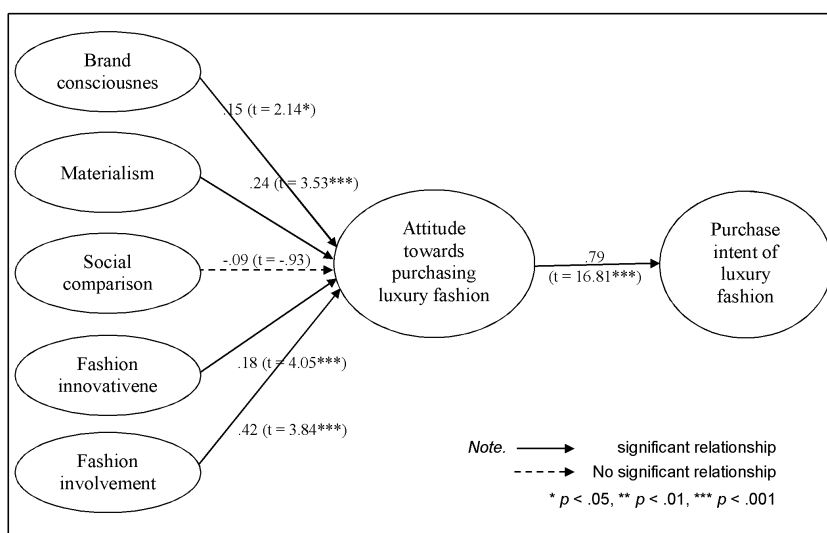 Brand
consciousnes
.15 (t = 2.14*)
Materialism
.24 (t = 3.53***)
Social
comparison
-.09 (t = -.93)
Attitude
towards
purchasing
luxury fashion
.79
(t = 16.81***)
Purchase
intent of
luxury
fashion
Fashion
innovativene
.18 (t = 4.05***)
.42 (t = 3.84***)
Fashion
involvement
Note. significant relationship
No significant relationship
* p < .05, ** p < .01, *** p < .001